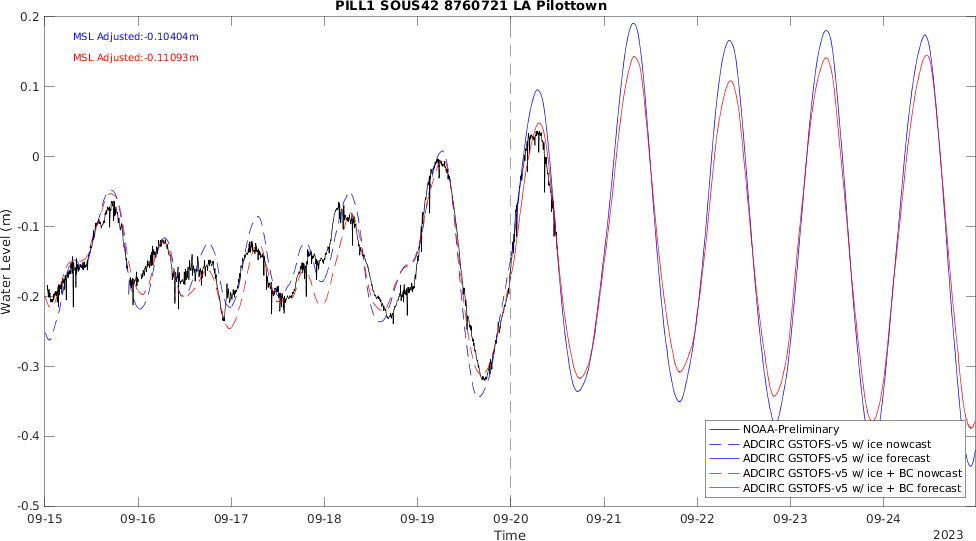 PILL1 SOUS42 8760721 LA Pilottown
MSL Adjusted:-0.10404m
MSL Adjusted:-0.11093m
0.2
0.1
0
-0.1
-0.2
-0.3
-0.4
-0.5
Water Level (m)
NOAA-Preliminary
ADCIRC GSTOFS-v5 w/ ice nowcast
ADCIRC GSTOFS-v5 w/ ice forecast
ADCIRC GSTOFS-v5 w/ ice + BC nowcast
ADCIRC GSTOFS-v5 w/ ice + BC forecast
09-15 09-16 09-17 09-18 09-19 09-20 09-21 09-22 09-23 09-24
Time
2023